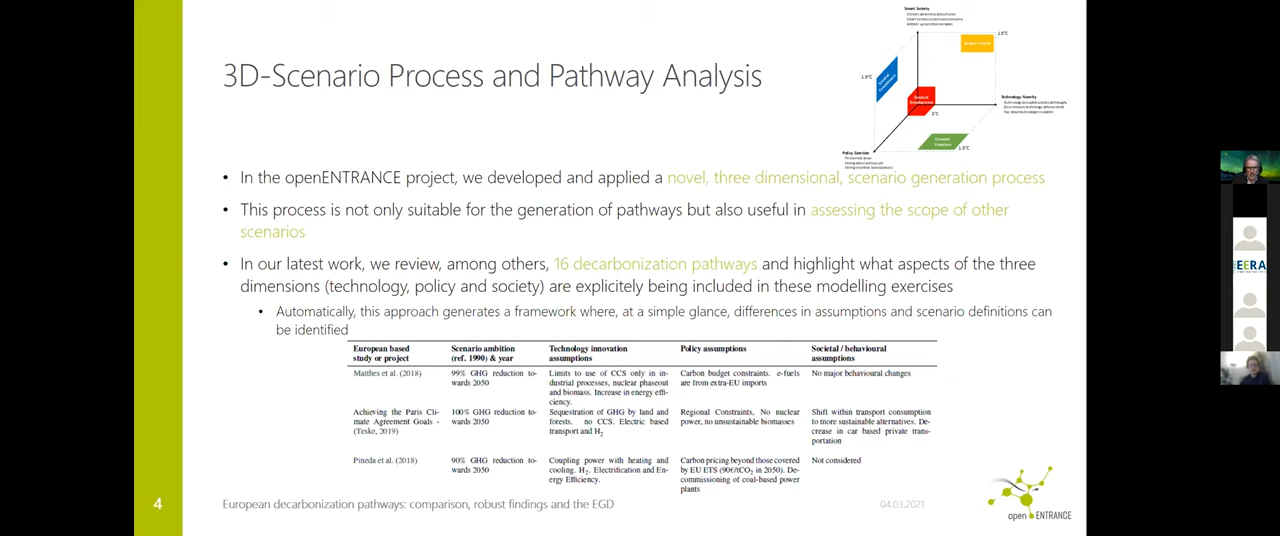 Smart Society
3D-Scenario Process and Pathway Analysis
1.5°C
1.5°C
Technology Novelty
2°C
1.5°C
Policy Exertion
• In the openENTRANCE project, we developed and applied a novel, three dimensional, scenario generation process
• This process is not only suitable for the generation of pathways but also useful in assessing the scope of other
scenarios
• In our latest work, we review, among others, 16 decarbonization pathways and highlight what aspects of the three
dimensions (technology, policy and society) are explicitely being included in these modelling exercises
• Automatically, this approach generates a framework where, at a simple glance, differences in assumptions and scenario definitions can
be identified
European based study or project
Scenario ambition (ref. 1990) & year
Technology innovation assumptions
Policy assumptions
Societal / behavioural assumptions
Matthes et al. (2018)
99% GHG reduction to-
wards 2050
Limits to use of CCS only in in-
dustrial processes, nuclear phaseout
and biomass. Increase in energy effi-
ciency.
Carbon budget constraints. e-fuels
are from extra-EU imports
No major behavioural changes
Achieving the Paris Cli-
mate Agreement Goals -
(Teske, 2019)
100% GHG reduction to-
wards 2050
Sequestration of GHG by land and
forests. no CCS. Electric based
transport and H2
Regional Constraints, No nuclear
power, no unsustainable biomasses
Shift within transport consumption
to more sustainable alternatives. De-
crease in car based private trans-
portation
Pineda et al. (2018)
90% GHG reduction to-
wards 2050
Coupling power with heating and
cooling. H2. Electrification and En-
ergy Efficiency.
Carbon pricing beyond those covered
by EU ETS (90€/tCO2 in 2050). De-
commissioning of coal-based power
plants
Not considered
4
European decarbonization pathways: comparison, robust findings and the EGD
04.03.2021
open ENTRANCE
EERA